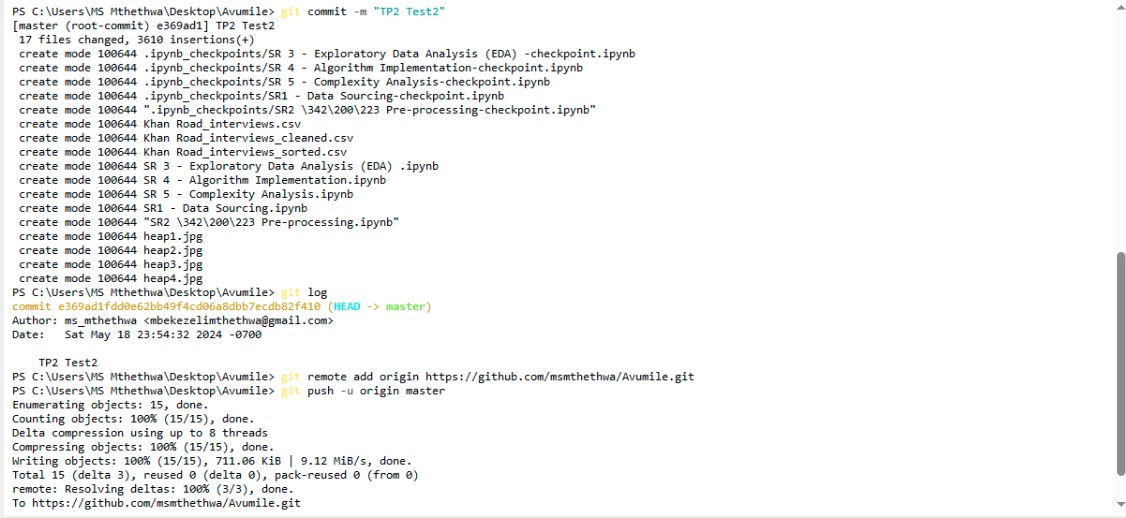 PS C:\Users\MS Mthethwa\Desktop\Avumile> git commit -m "TP2 Test2"
[master (root-commit) e369ad1] TP2 Test2
 17 files changed, 3610 insertions(+)
 create mode 100644 .ipynb_checkpoints/SR 3 - Exploratory Data Analysis (EDA) -checkpoint.ipynb
 create mode 100644 .ipynb_checkpoints/SR 4 - Algorithm Implementation-checkpoint.ipynb
 create mode 100644 .ipynb_checkpoints/SR 5 - Complexity Analysis-checkpoint.ipynb
 create mode 100644 .ipynb_checkpoints/SR1 - Data Sourcing-checkpoint.ipynb
 create mode 100644 ".ipynb_checkpoints/SR2 \342\200\223 Pre-processing-checkpoint.ipynb"
 create mode 100644 Khan Road_interviews.csv
 create mode 100644 Khan Road_interviews_cleaned.csv
 create mode 100644 Khan Road_interviews_sorted.csv
 create mode 100644 SR 3 - Exploratory Data Analysis (EDA) .ipynb
 create mode 100644 SR 4 - Algorithm Implementation.ipynb
 create mode 100644 SR 5 - Complexity Analysis.ipynb
 create mode 100644 SR1 - Data Sourcing.ipynb
 create mode 100644 "SR2 \342\200\223 Pre-processing.ipynb"
 create mode 100644 heap1.jpg
 create mode 100644 heap2.jpg
 create mode 100644 heap3.jpg
 create mode 100644 heap4.jpg
PS C:\Users\MS Mthethwa\Desktop\Avumile> git log
commit e369ad1fdd0e62bb49f4cd06a8dbb7ecdb82f410 (HEAD -> master)
Author: ms_mthethwa <mbekezelimthethwa@gmail.com>
Date:   Sat May 18 23:54:32 2024 -0700

    TP2 Test2
PS C:\Users\MS Mthethwa\Desktop\Avumile> git remote add origin https://github.com/msmthethwa/Avumile.git
PS C:\Users\MS Mthethwa\Desktop\Avumile> git push -u origin master
Enumerating objects: 15, done.
Counting objects: 100% (15/15), done.
Delta compression using up to 8 threads
Compressing objects: 100% (15/15), done.
Writing objects: 100% (15/15), 711.06 KiB | 9.12 MiB/s, done.
Total 15 (delta 3), reused 0 (delta 0), pack-reused 0 (from 0)
remote: Resolving deltas: 100% (3/3), done.
To https://github.com/msmthethwa/Avumile.git